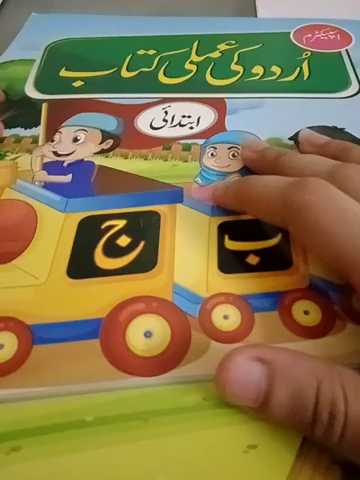 اسپیکٹرم
اُردو کی عملی کتاب
ابتدائی
ج
ب